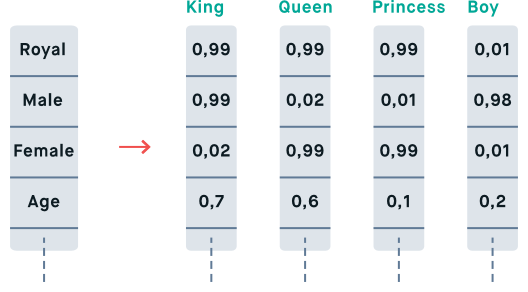 King Queen Princess Boy
Royal 0,99 0,99 0,99 0,01
Male 0,99 0,02 0,01 0,98
Female 0,02 0,99 0,99 0,01
Age 0,7 0,6 0,1 0,2